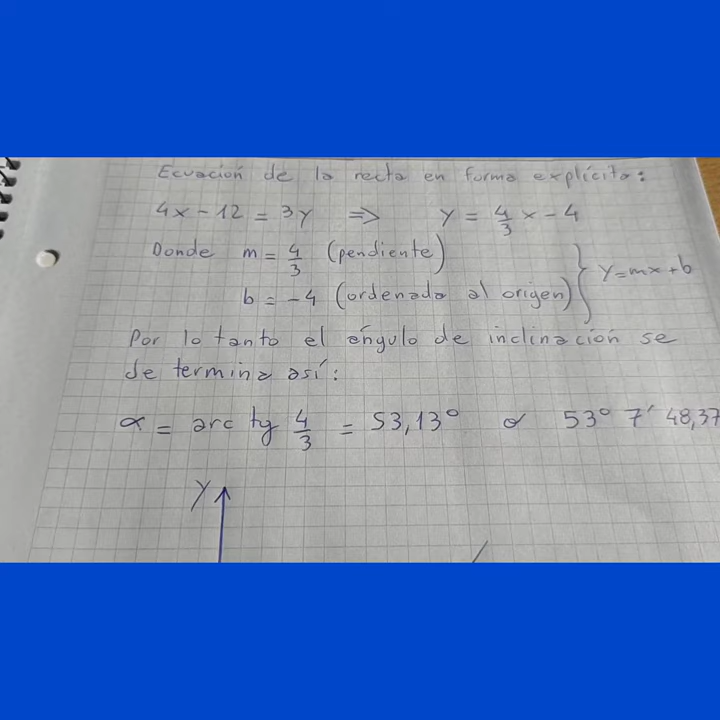 Ecuación de la recta en forma explícita:
4x - 12 = 3y => y = 4/3 x - 4
Donde m = 4/3 (pendiente)
b = -4 (ordenada al origen) } y = mx + b
Por lo tanto el ángulo de inclinación se
determina así:
α = arc tg 4/3 = 53,13° o 53° 7' 48,37
y